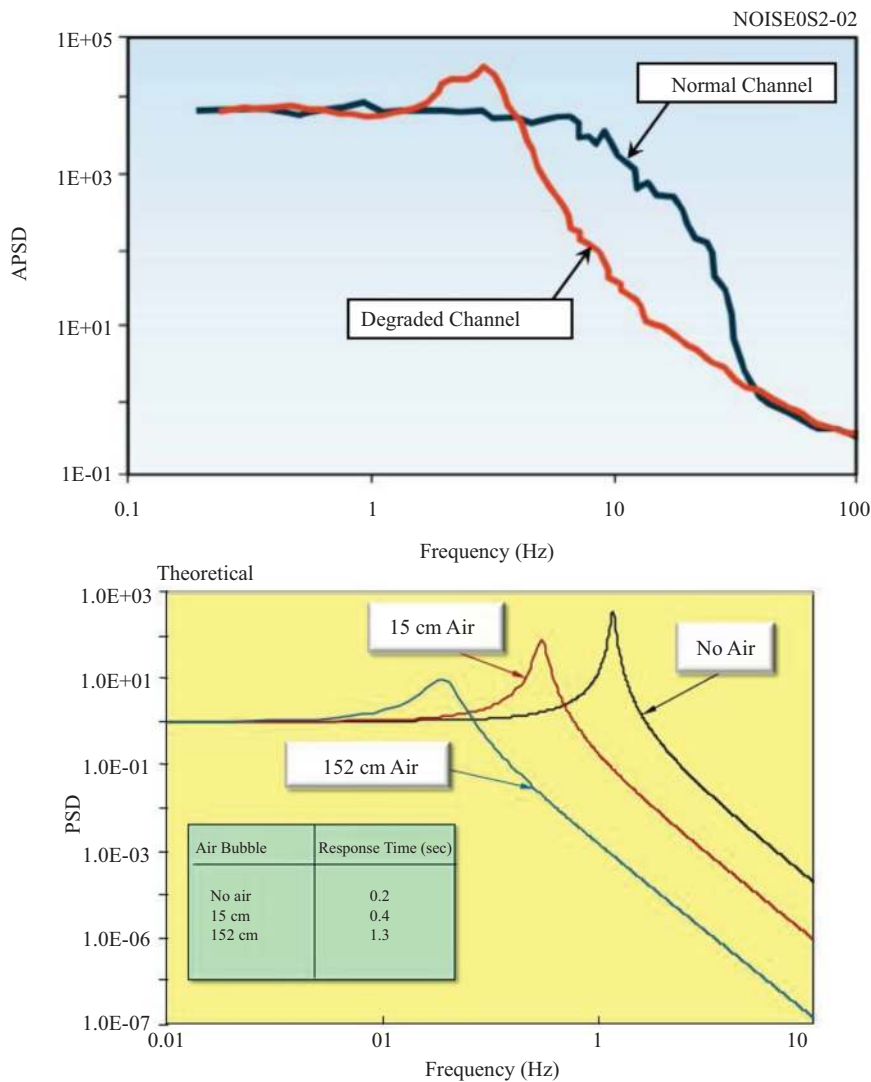 NOISE0S2-02
1E+05
Normal Channel
1E+03
APSD
Degraded Channel
1E+01
1E-01
0.1 1 10 100
Frequency (Hz)
Theoretical
1.0E+03
15 cm Air
No Air
1.0E+01
152 cm Air
1.0E-01
PSD
Air Bubble Response Time (sec)
1.0E-03
No air 0.2
15 cm 0.4
152 cm 1.3
1.0E-06
1.0E-07
0.01 01 1 10
Frequency (Hz)